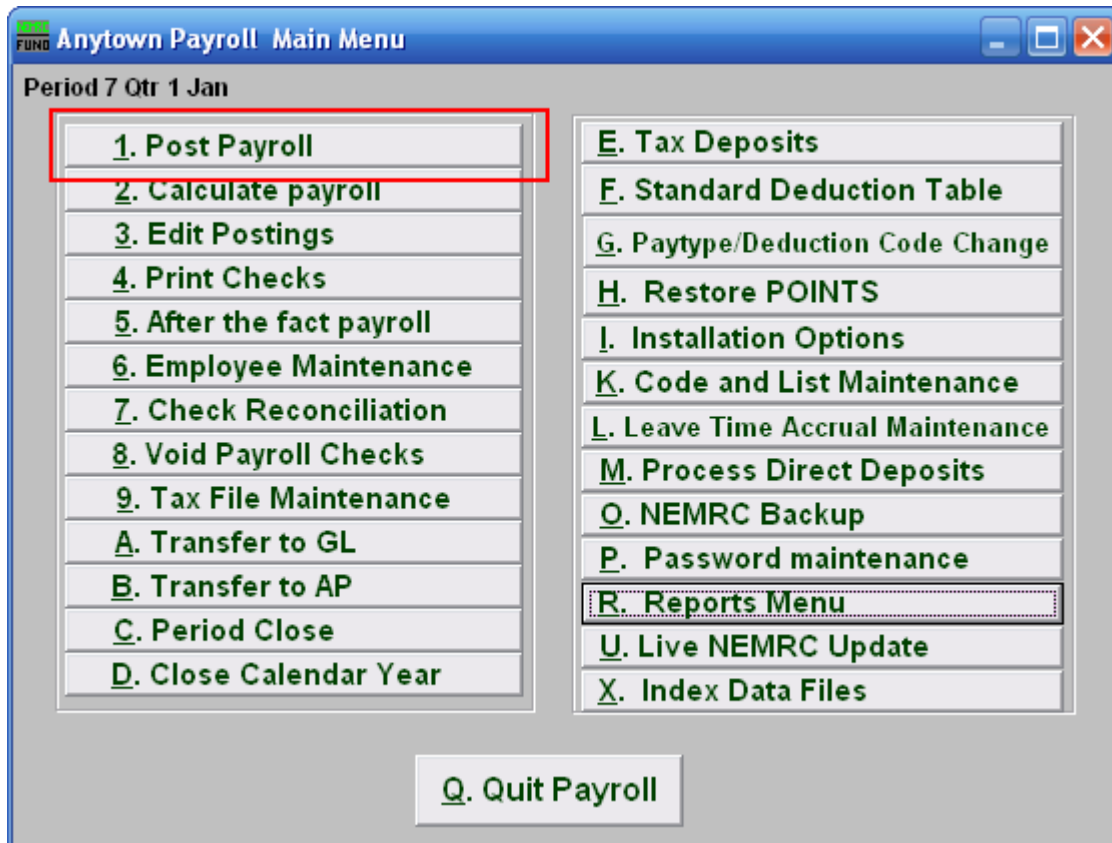 NEMRC
FUND Anytown Payroll Main Menu
Period 7 Qtr 1 Jan
1. Post Payroll
2. Calculate payroll
3. Edit Postings
4. Print Checks
5. After the fact payroll
6. Employee Maintenance
7. Check Reconciliation
8. Void Payroll Checks
9. Tax File Maintenance
A. Transfer to GL
B. Transfer to AP
C. Period Close
D. Close Calendar Year
E. Tax Deposits
F. Standard Deduction Table
G. Paytype/Deduction Code Change
H. Restore POINTS
I. Installation Options
K. Code and List Maintenance
L. Leave Time Accrual Maintenance
M. Process Direct Deposits
O. NEMRC Backup
P. Password maintenance
R. Reports Menu
U. Live NEMRC Update
X. Index Data Files
Q. Quit Payroll